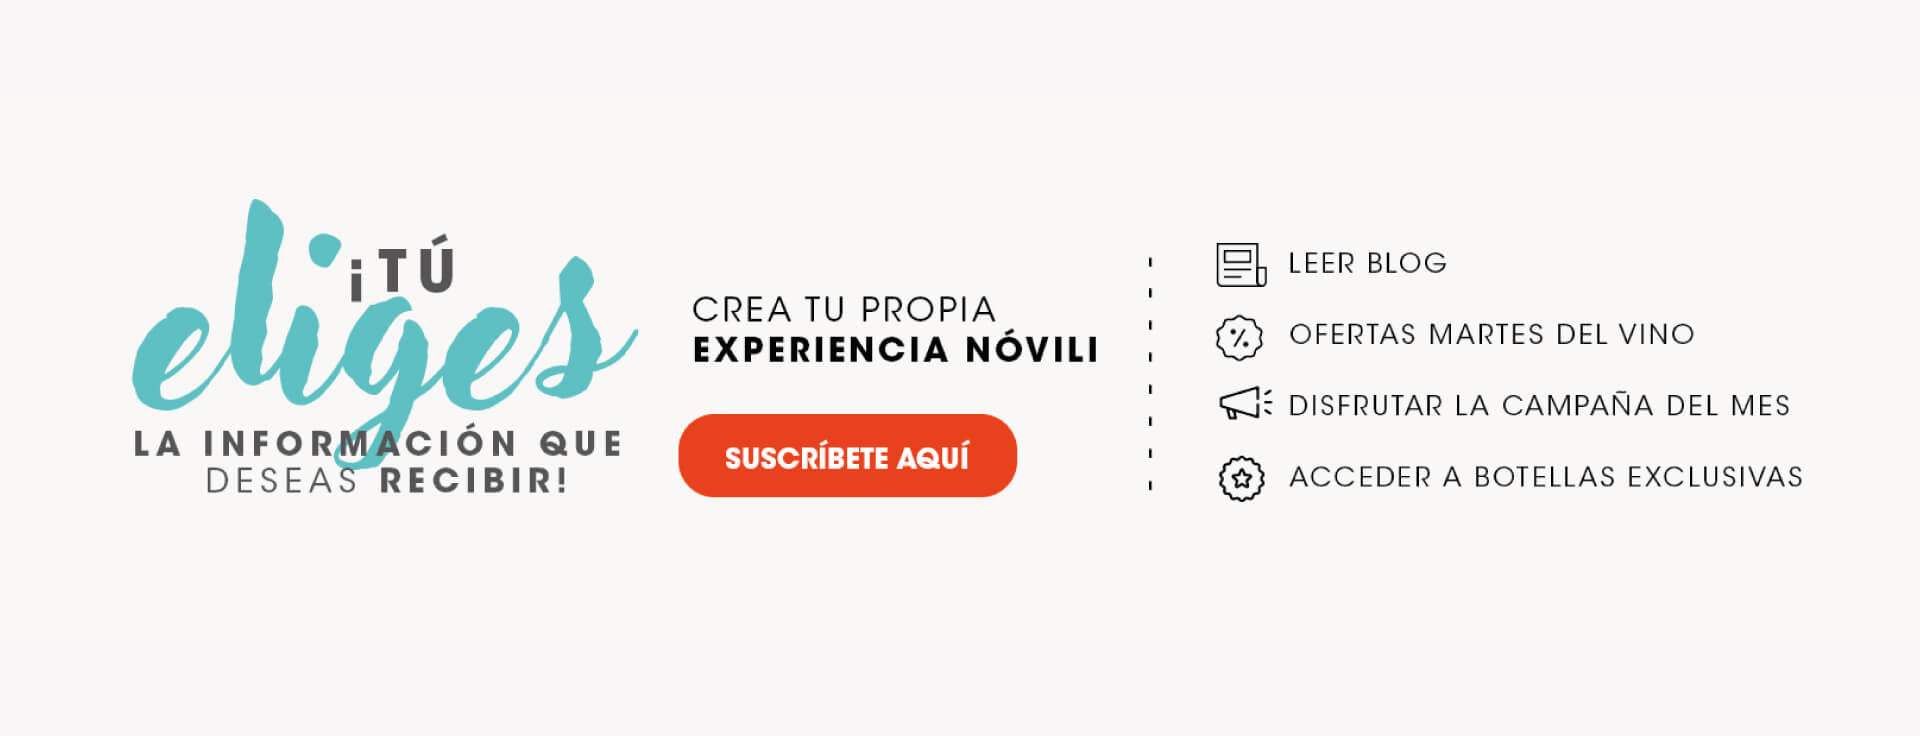 ¡TÚ
eliges
LA INFORMACIÓN QUE
DESEAS RECIBIR!
CREA TU PROPIA
EXPERIENCIA NÓVILI
SUSCRÍBETE AQUÍ
LEER BLOG
OFERTAS MARTES DEL VINO
DISFRUTAR LA CAMPAÑA DEL MES
ACCEDER A BOTELLAS EXCLUSIVAS